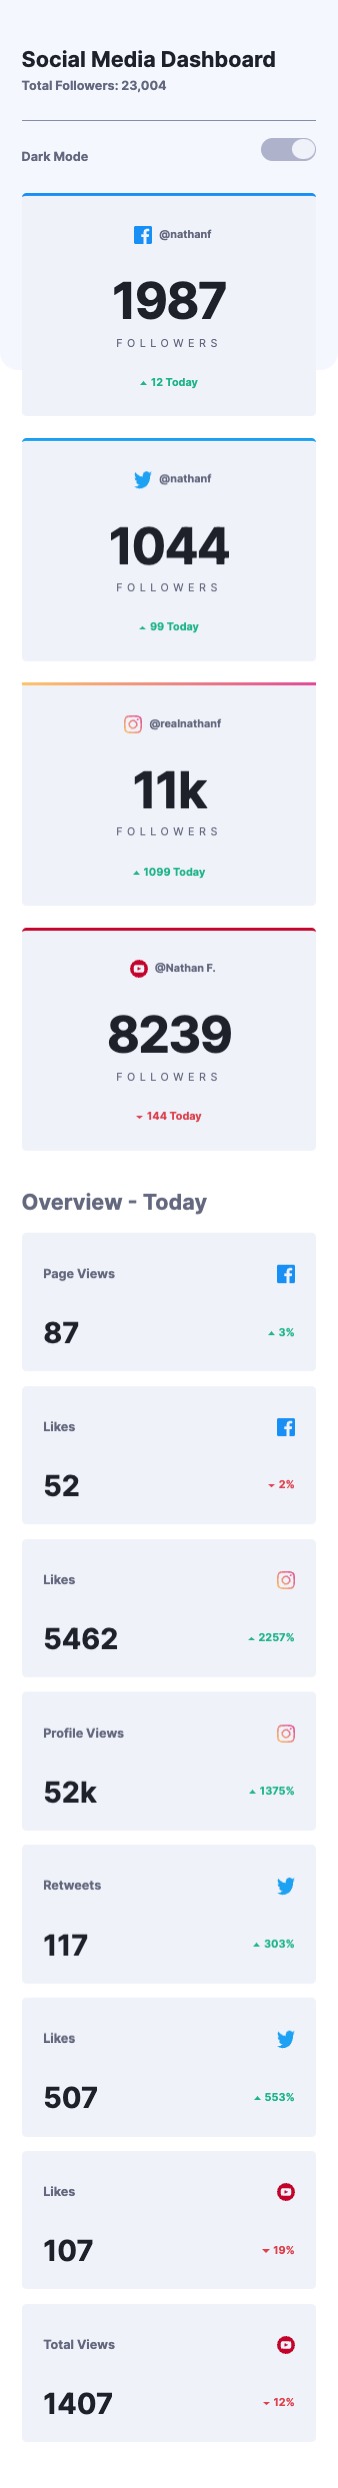 Social Media Dashboard
Total Followers: 23,004
Dark Mode
@nathanf
1987
FOLLOWERS
12 Today
@nathanf
1044
FOLLOWERS
99 Today
@realnathanf
11k
FOLLOWERS
1099 Today
@Nathan F.
8239
FOLLOWERS
144 Today
Overview - Today
Page Views
87
3%
Likes
52
2%
Likes
5462
2257%
Profile Views
52k
1375%
Retweets
117
303%
Likes
507
553%
Likes
107
19%
Total Views
1407
12%